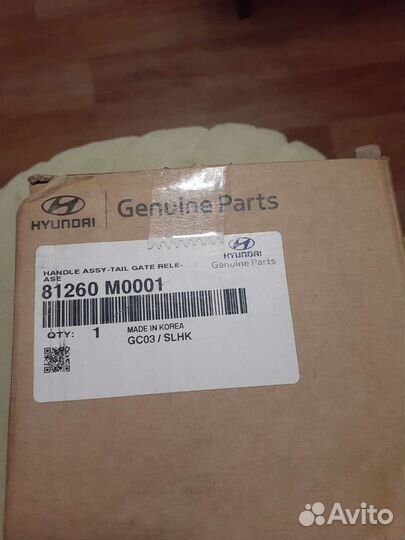 HYUNDAI | Genuine Parts
HANDLE ASSY-TAIL GATE RELE-
ASE
81260 M0001
HYUNDAI
Genuine Parts
QTY: 1
MADE IN KOREA
GC03 / SLHK
Avito